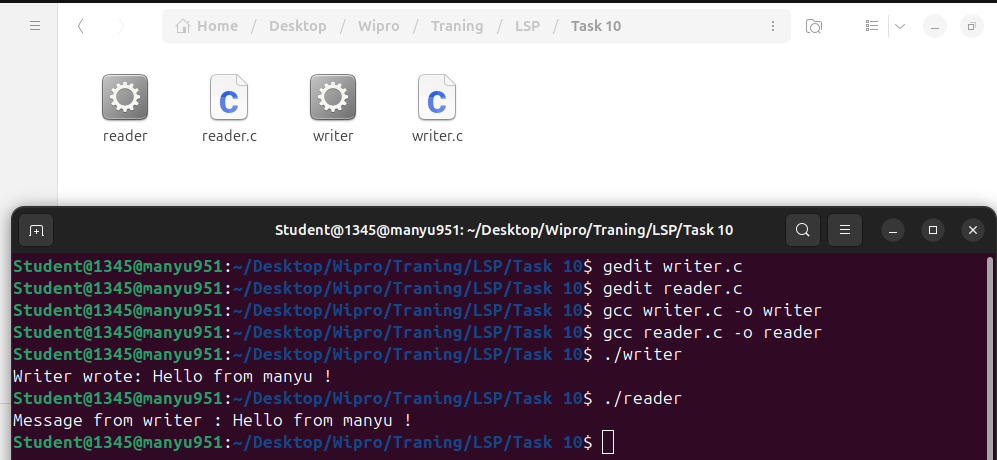 Home / Desktop / Wipro / Traning / LSP / Task 10
reader reader.c writer writer.c
Student@1345@manyu951: ~/Desktop/Wipro/Traning/LSP/Task 10
Student@1345@manyu951:~/Desktop/Wipro/Traning/LSP/Task 10$ gedit writer.c
Student@1345@manyu951:~/Desktop/Wipro/Traning/LSP/Task 10$ gedit reader.c
Student@1345@manyu951:~/Desktop/Wipro/Traning/LSP/Task 10$ gcc writer.c -o writer
Student@1345@manyu951:~/Desktop/Wipro/Traning/LSP/Task 10$ gcc reader.c -o reader
Student@1345@manyu951:~/Desktop/Wipro/Traning/LSP/Task 10$ ./writer
Writer wrote: Hello from manyu !
Student@1345@manyu951:~/Desktop/Wipro/Traning/LSP/Task 10$ ./reader
Message from writer : Hello from manyu !
Student@1345@manyu951:~/Desktop/Wipro/Traning/LSP/Task 10$